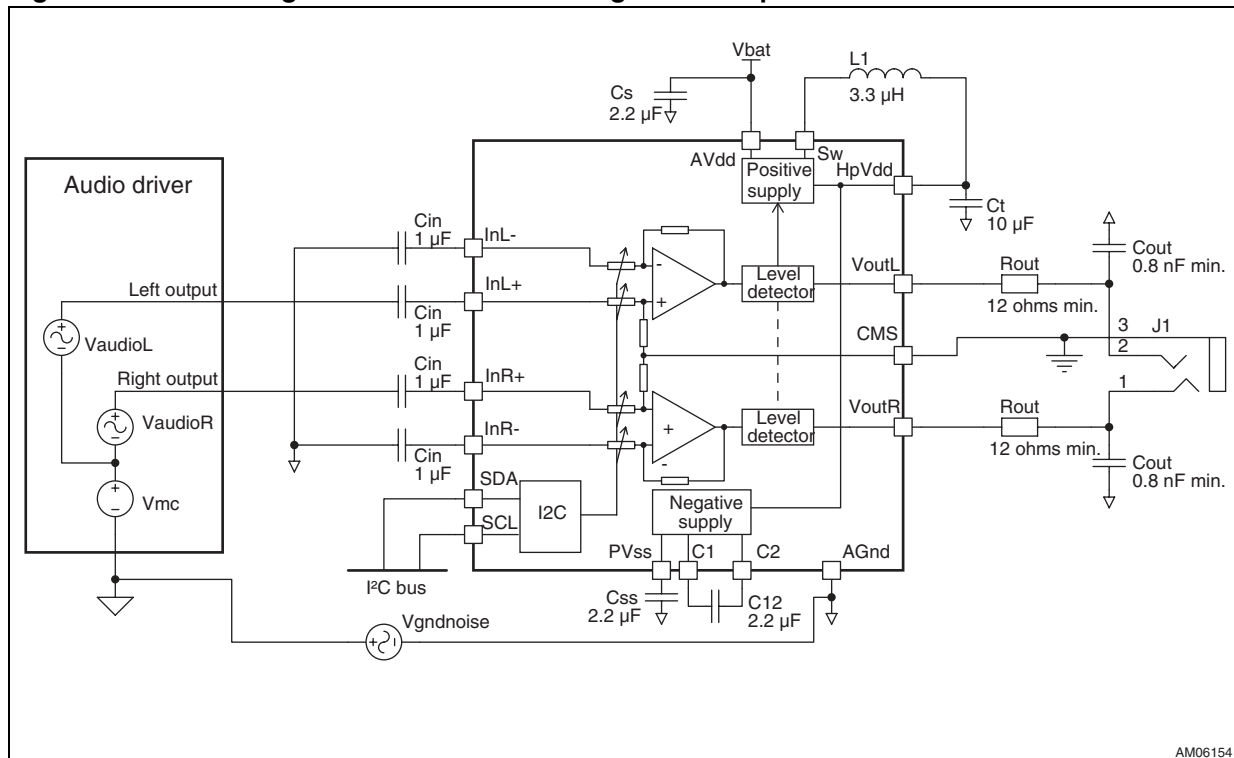 Vbat
L1
3.3 µH
Cs
2.2 µF
AVdd
Sw
HpVdd
Positive
supply
Ct
10 µF
Audio driver
Cin
1 µF
InL-
-
Left output
InL+
+
Cin
1 µF
Level
detector
VoutL
Rout
12 ohms min.
Cout
0.8 nF min.
VaudioL
CMS
3
J1
2
Right output
Cin
1 µF
InR+
1
VaudioR
InR-
+
-
Level
detector
VoutR
Rout
12 ohms min.
Cin
1 µF
Cout
0.8 nF min.
Vmc
SDA
I2C
SCL
Negative
supply
PVss
C1
C2
AGnd
I²C bus
Css
2.2 µF
C12
2.2 µF
Vgndnoise
AM06154